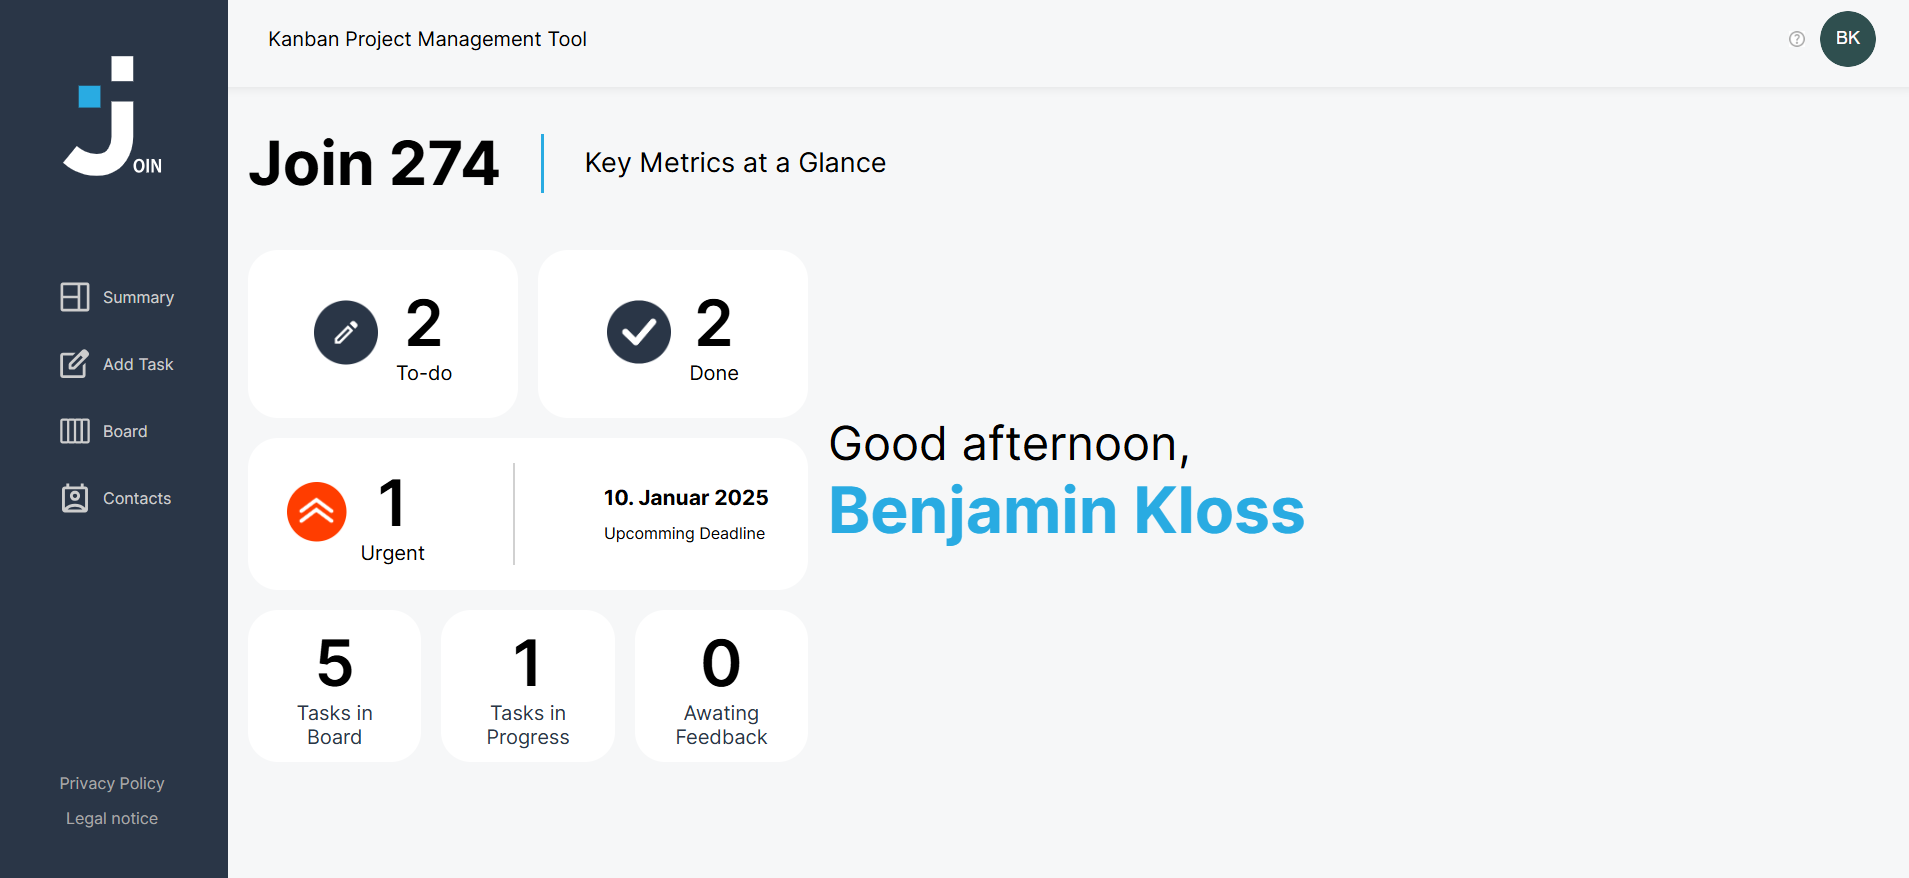 Kanban Project Management Tool
?
BK
JOIN
Join 274
Key Metrics at a Glance
Summary
Add Task
Board
Contacts
Privacy Policy
Legal notice
2
To-do
2
Done
1
Urgent
10. Januar 2025
Upcomming Deadline
5
Tasks in
Board
1
Tasks in
Progress
0
Awating
Feedback
Good afternoon,
Benjamin Kloss